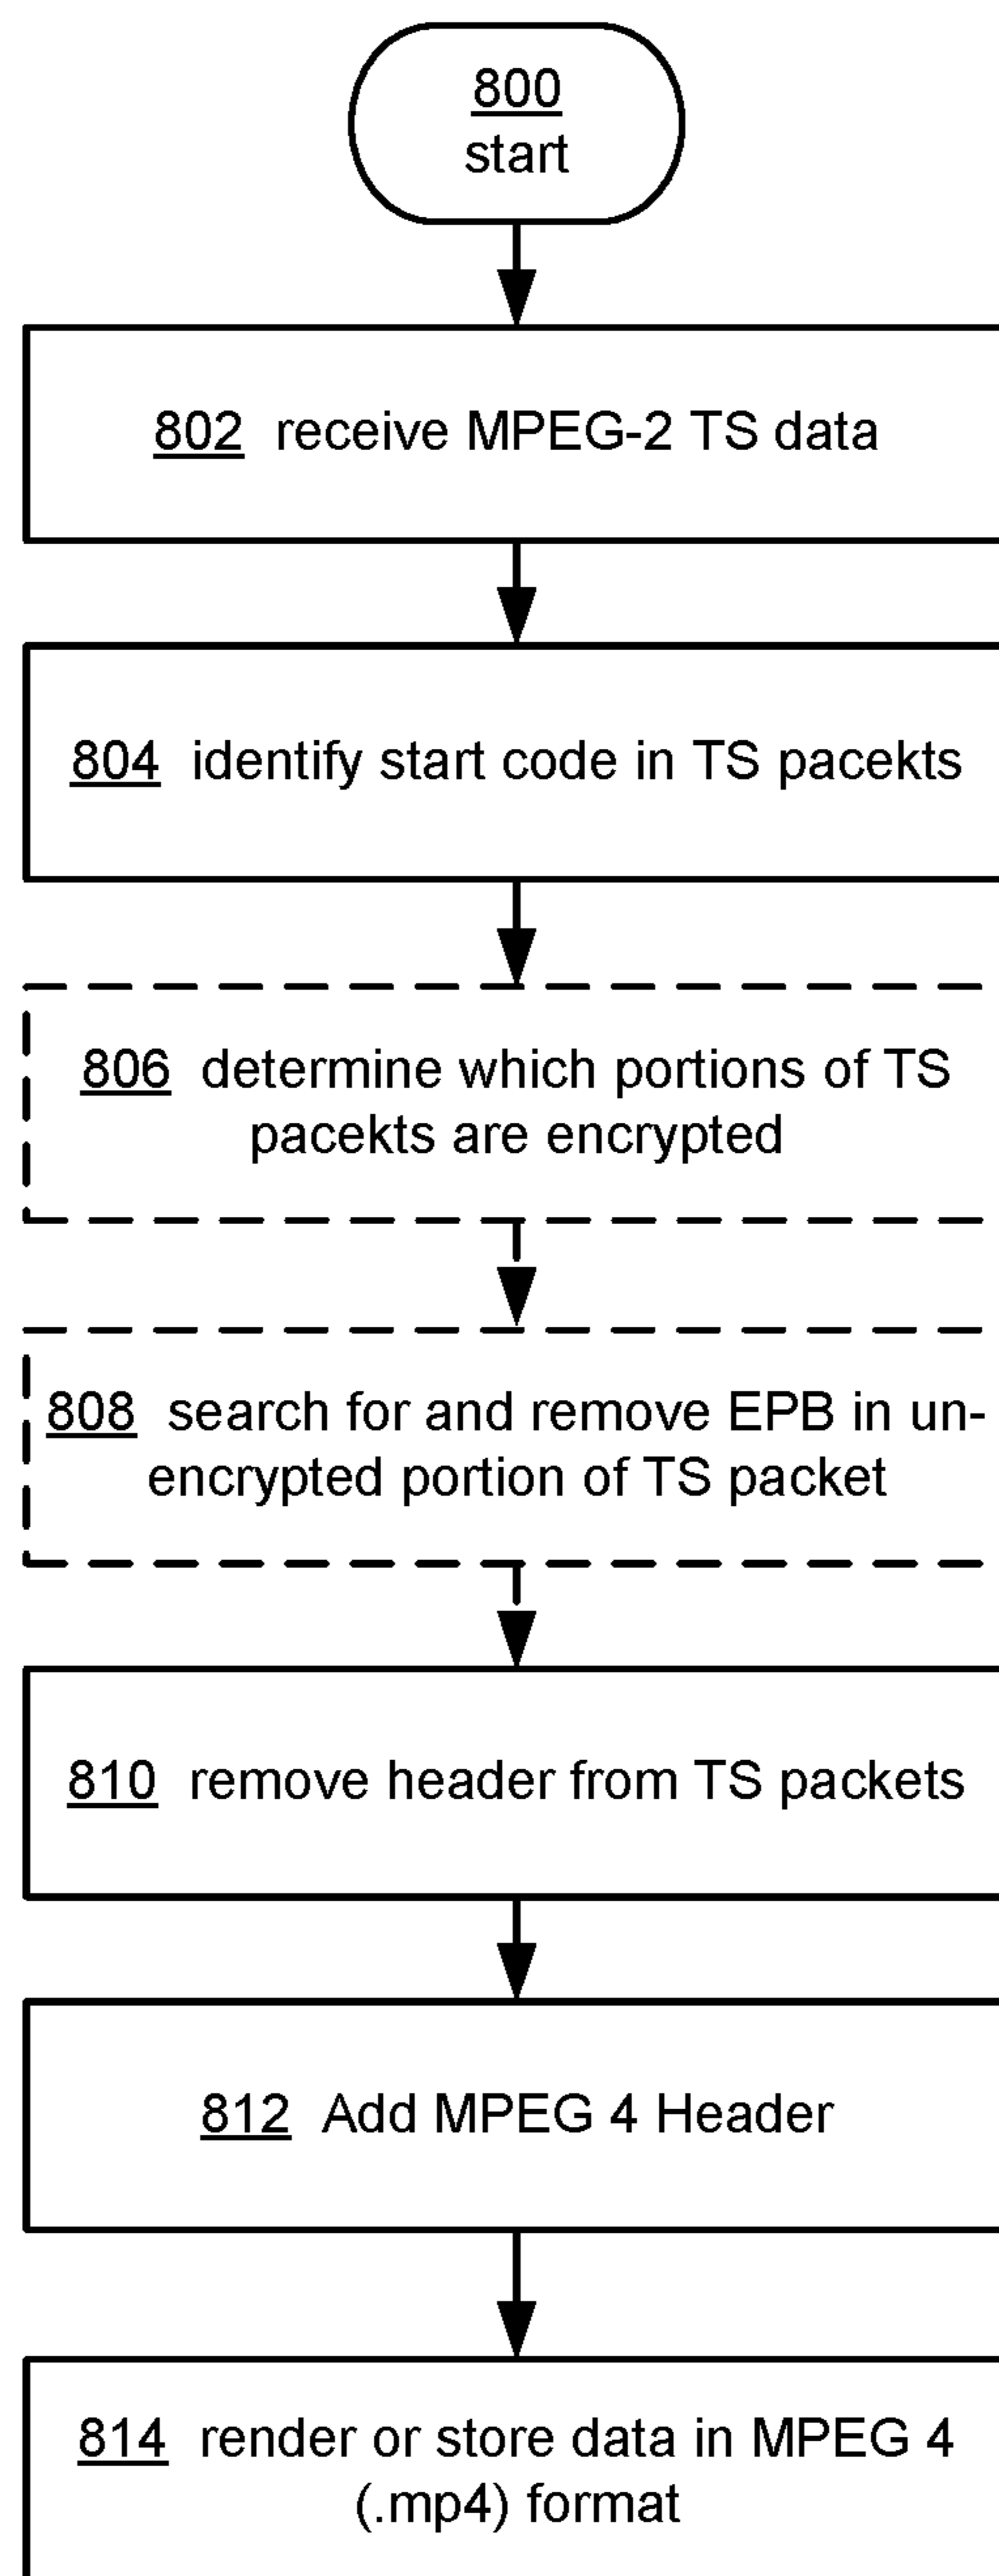 800
start
802 receive MPEG-2 TS data
804 identify start code in TS pacekts
806 determine which portions of TS
pacekts are encrypted
808 search for and remove EPB in un-
encrypted portion of TS packet
810 remove header from TS packets
812 Add MPEG 4 Header
814 render or store data in MPEG 4
(.mp4) format